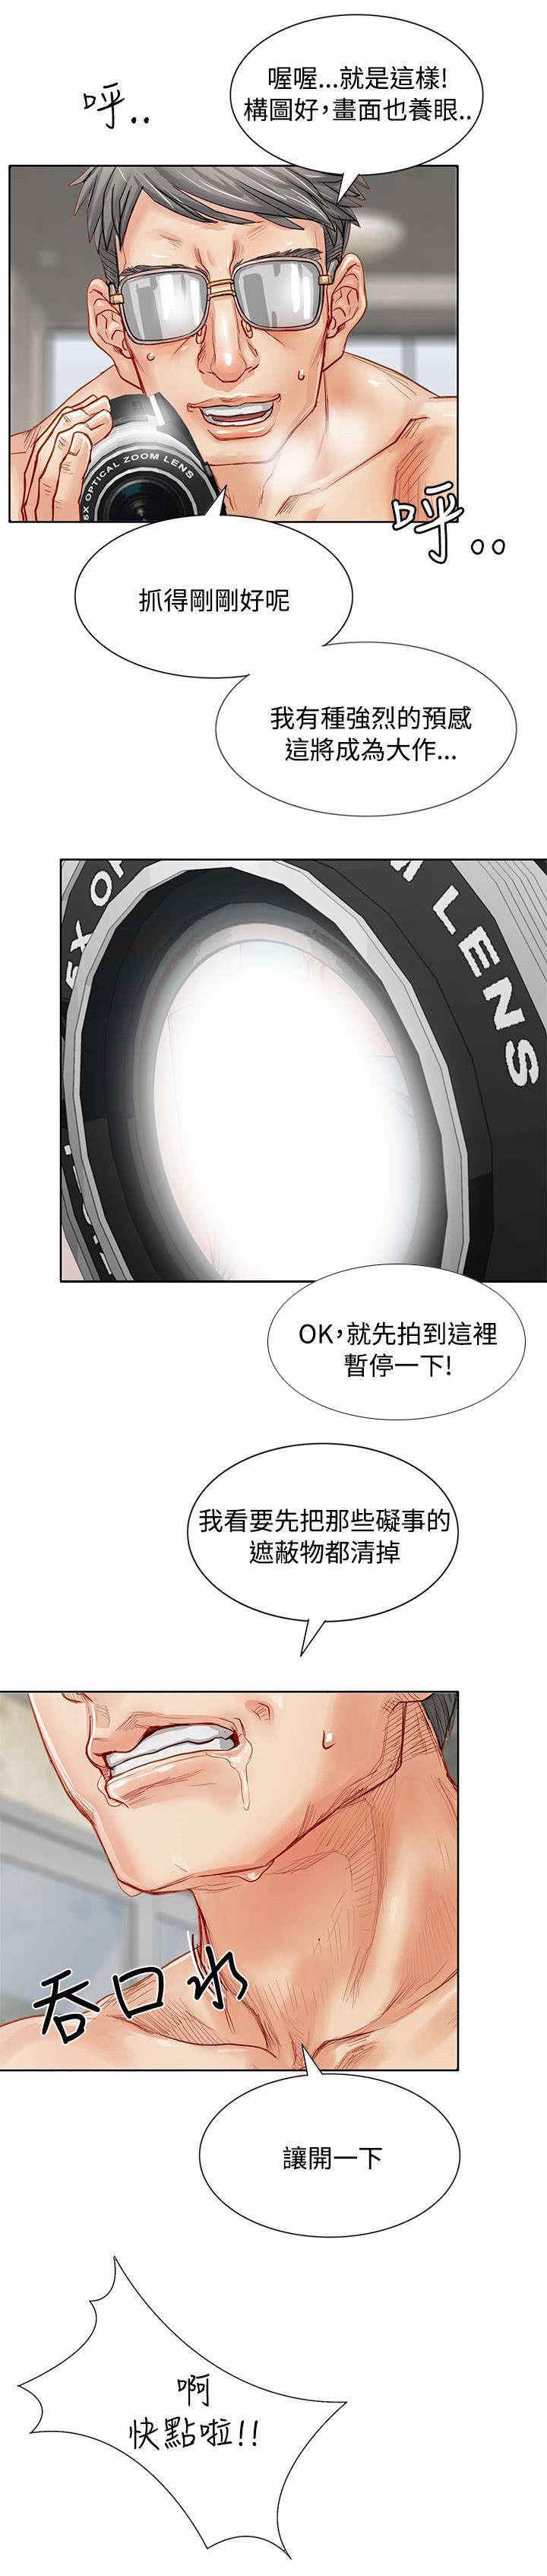 呼..
喔喔...就是這樣!
構圖好,畫面也養眼..
5X OPTICAL ZOOM LENS
呼..
抓得剛剛好呢
我有種強烈的預感
這將成為大作...
5X OP
M LENS
OK,就先拍到這裡
暫停一下!
我看要先把那些礙事的
遮蔽物都清掉
吞口水
讓開一下
啊
快點啦!!